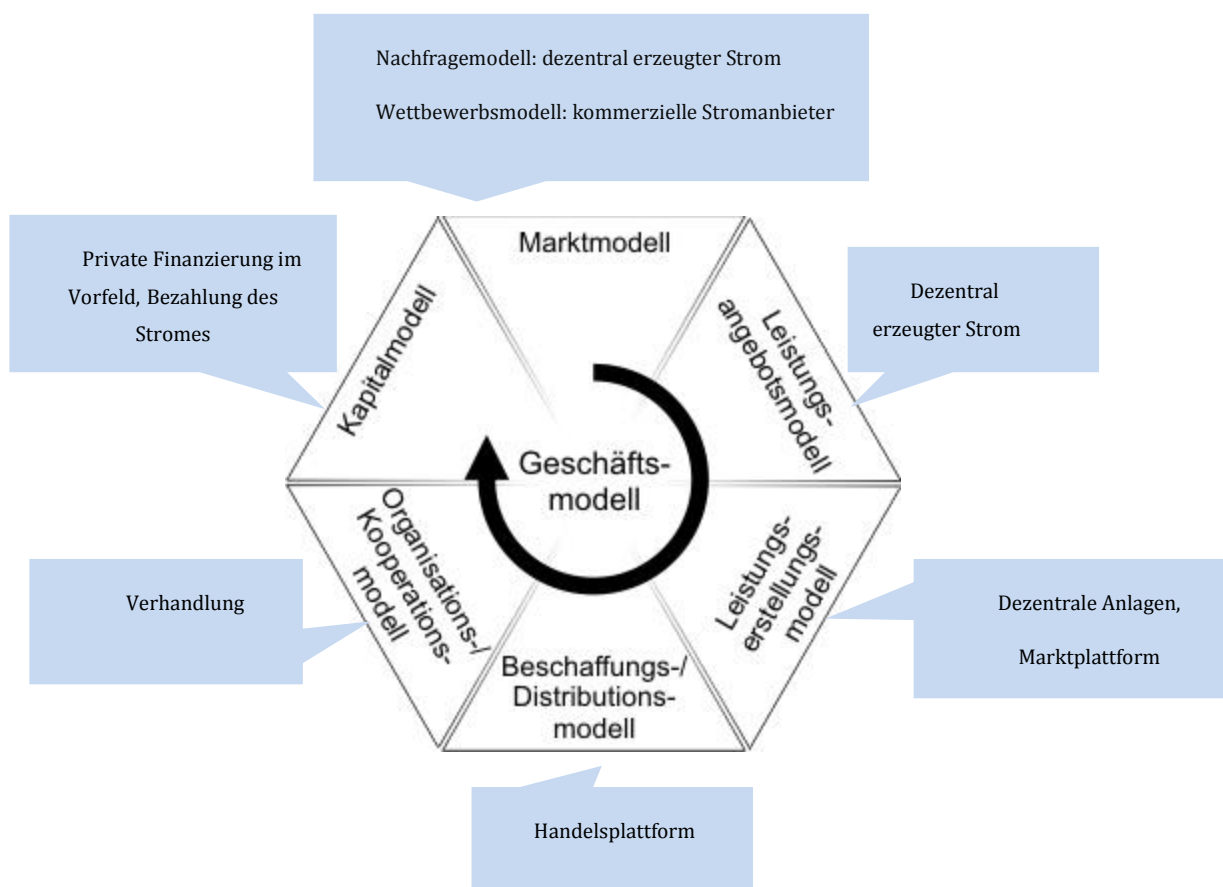 Nachfragemodell: dezentral erzeugter Strom
Wettbewerbsmodell: kommerzielle Stromanbieter
Private Finanzierung im
Vorfeld, Bezahlung des
Stromes
Kapitalmodell
Marktmodell
Leistungs-
angebotsmodell
Dezentral
erzeugter Strom
Geschäfts-
modell
Verhandlung
Organisations-/
Kooperations-
modell
Beschaffungs-/
Distributions-
modell
Leistungs-
erstellungs-
modell
Dezentrale Anlagen,
Marktplattform
Handelsplattform